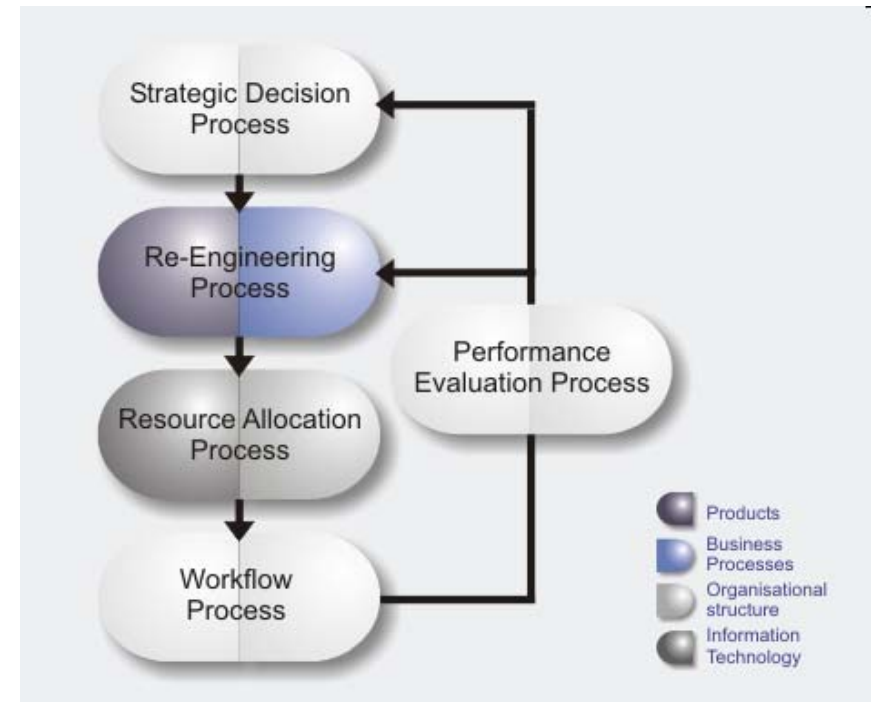 Strategic Decision
Process
Re-Engineering
Process
Resource Allocation
Process
Workflow
Process
Performance
Evaluation Process
Products
Business
Processes
Organisational
structure
Information
Technology